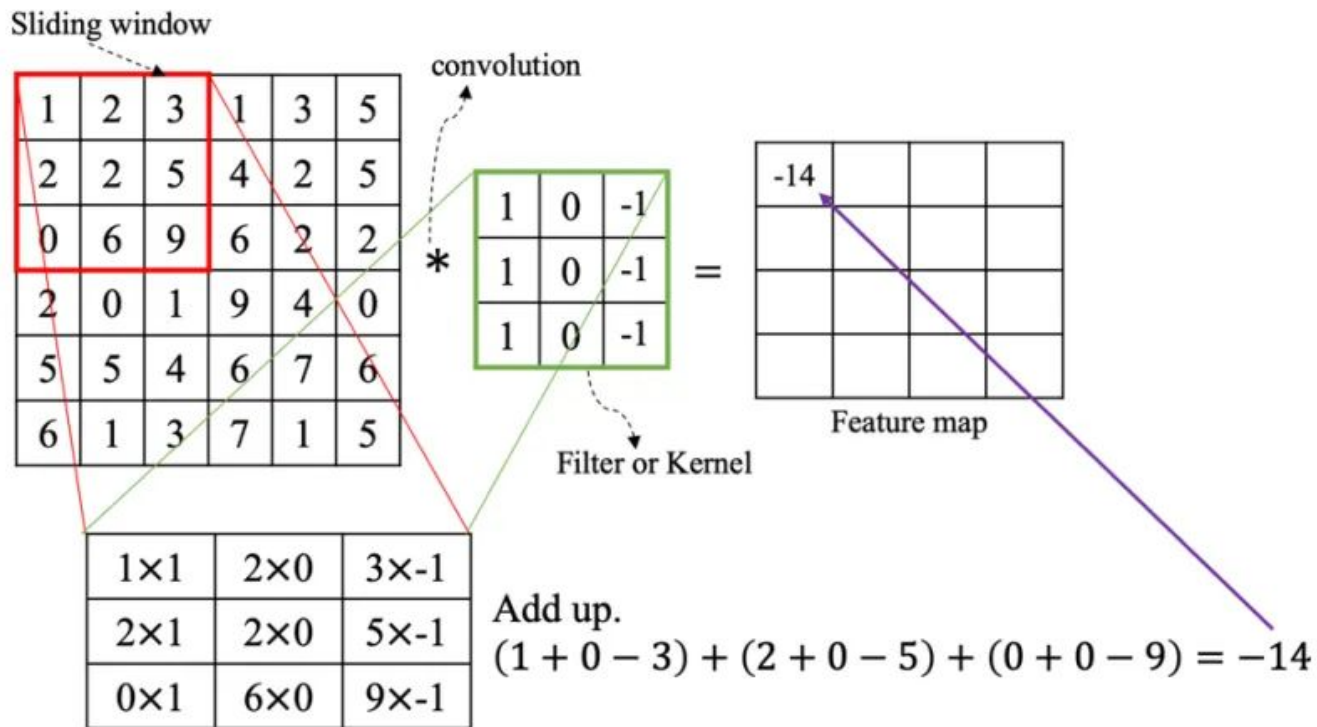 Sliding window
convolution
1 2 3 1 3 5
2 2 5 4 2 5
0 6 9 6 2 2
2 0 1 9 4 0
5 5 4 6 7 6
6 1 3 7 1 5
*
1 0 -1
1 0 -1
1 0 -1
=
-14
Feature map
Filter or Kernel
1×1 2×0 3×-1
2×1 2×0 5×-1
0×1 6×0 9×-1
Add up.
(1 + 0 − 3) + (2 + 0 − 5) + (0 + 0 − 9) = −14